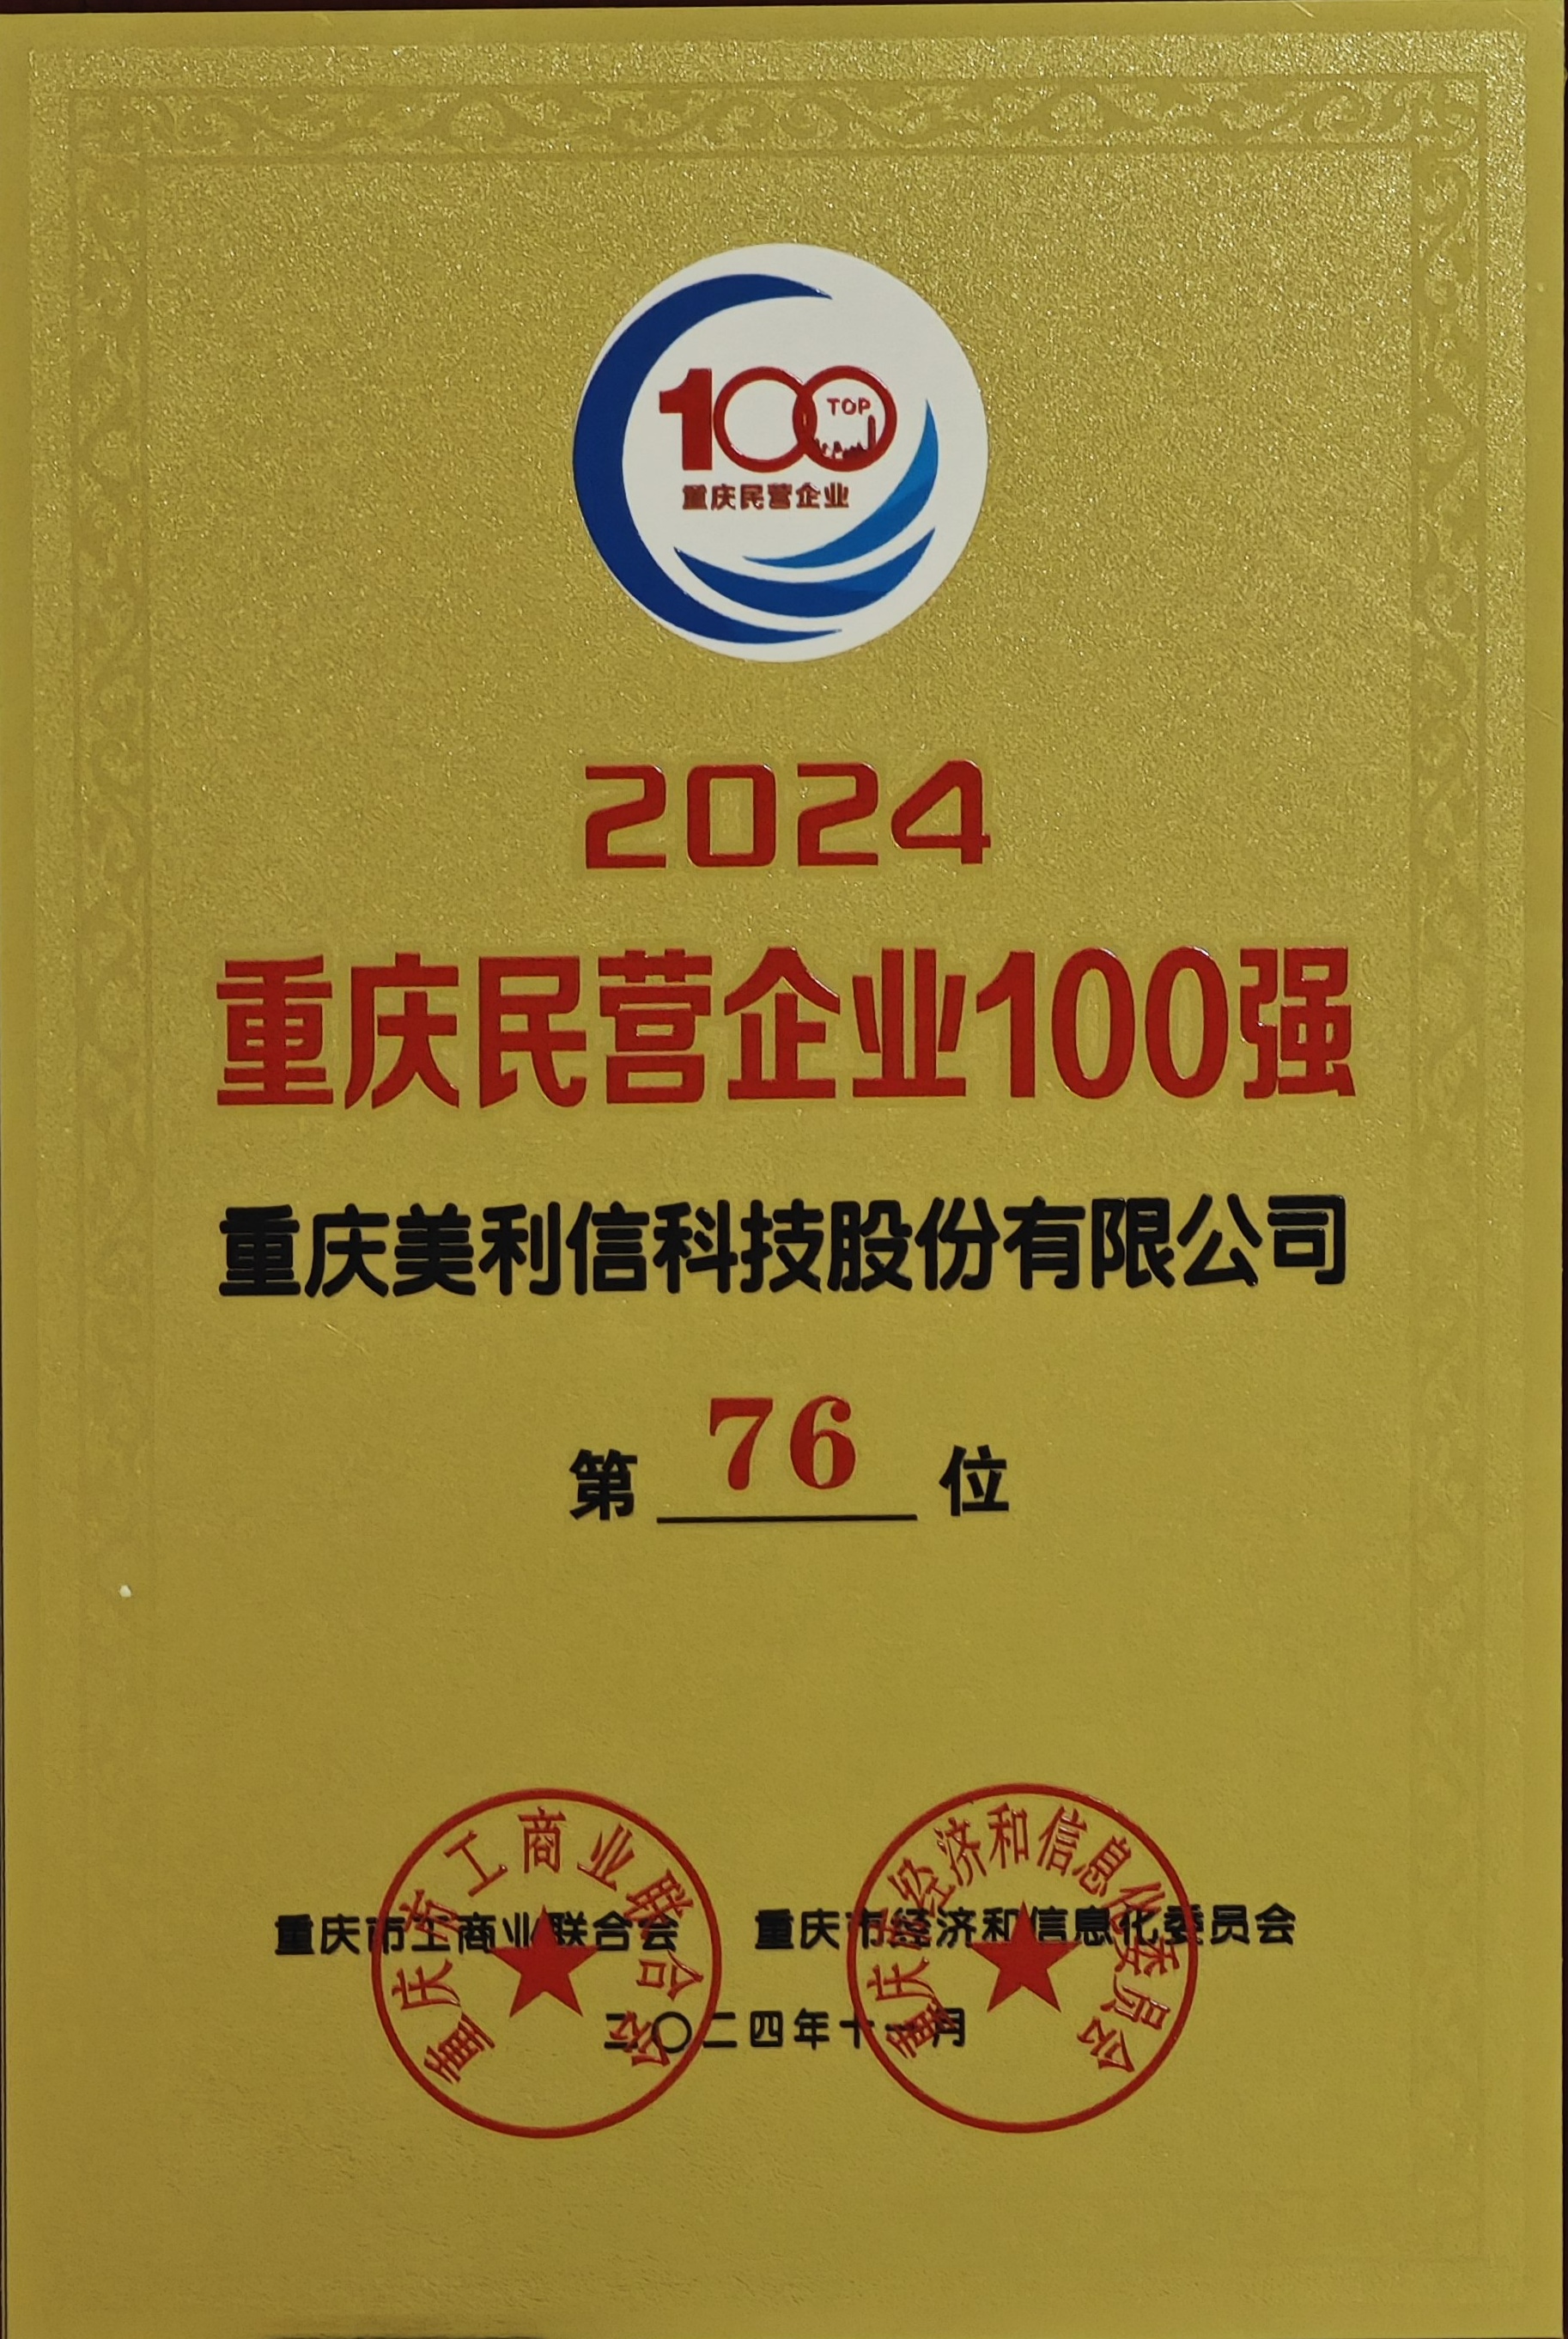 100
TOP
重庆民营企业
2024
重庆民营企业100强
重庆美利信科技股份有限公司
第 76 位
重庆市工商业联合会 重庆市经济和信息化委员会
重庆市工商业联合会
重庆市经济和信息化委员会
二〇二四年十 月